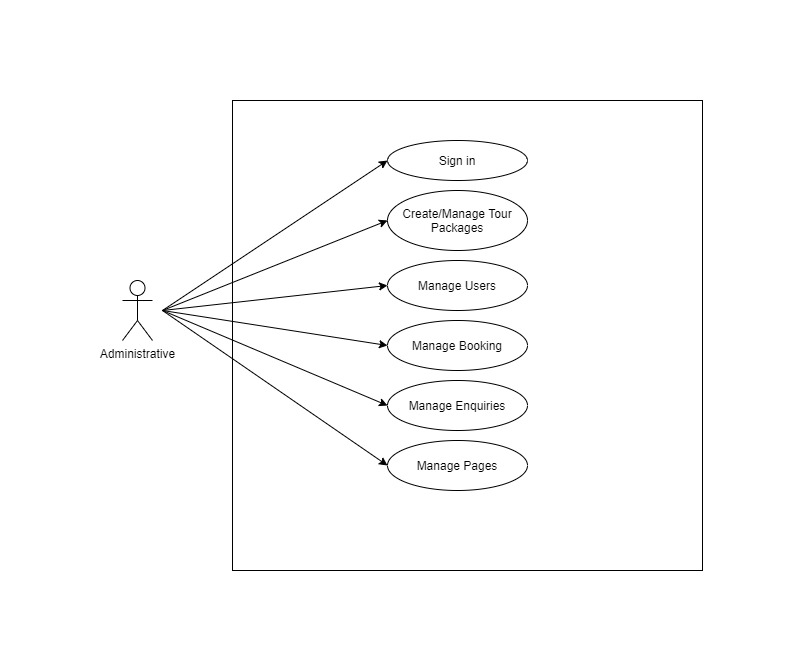 Sign in
Create/Manage Tour
Packages
Manage Users
Manage Booking
Administrative
Manage Enquiries
Manage Pages